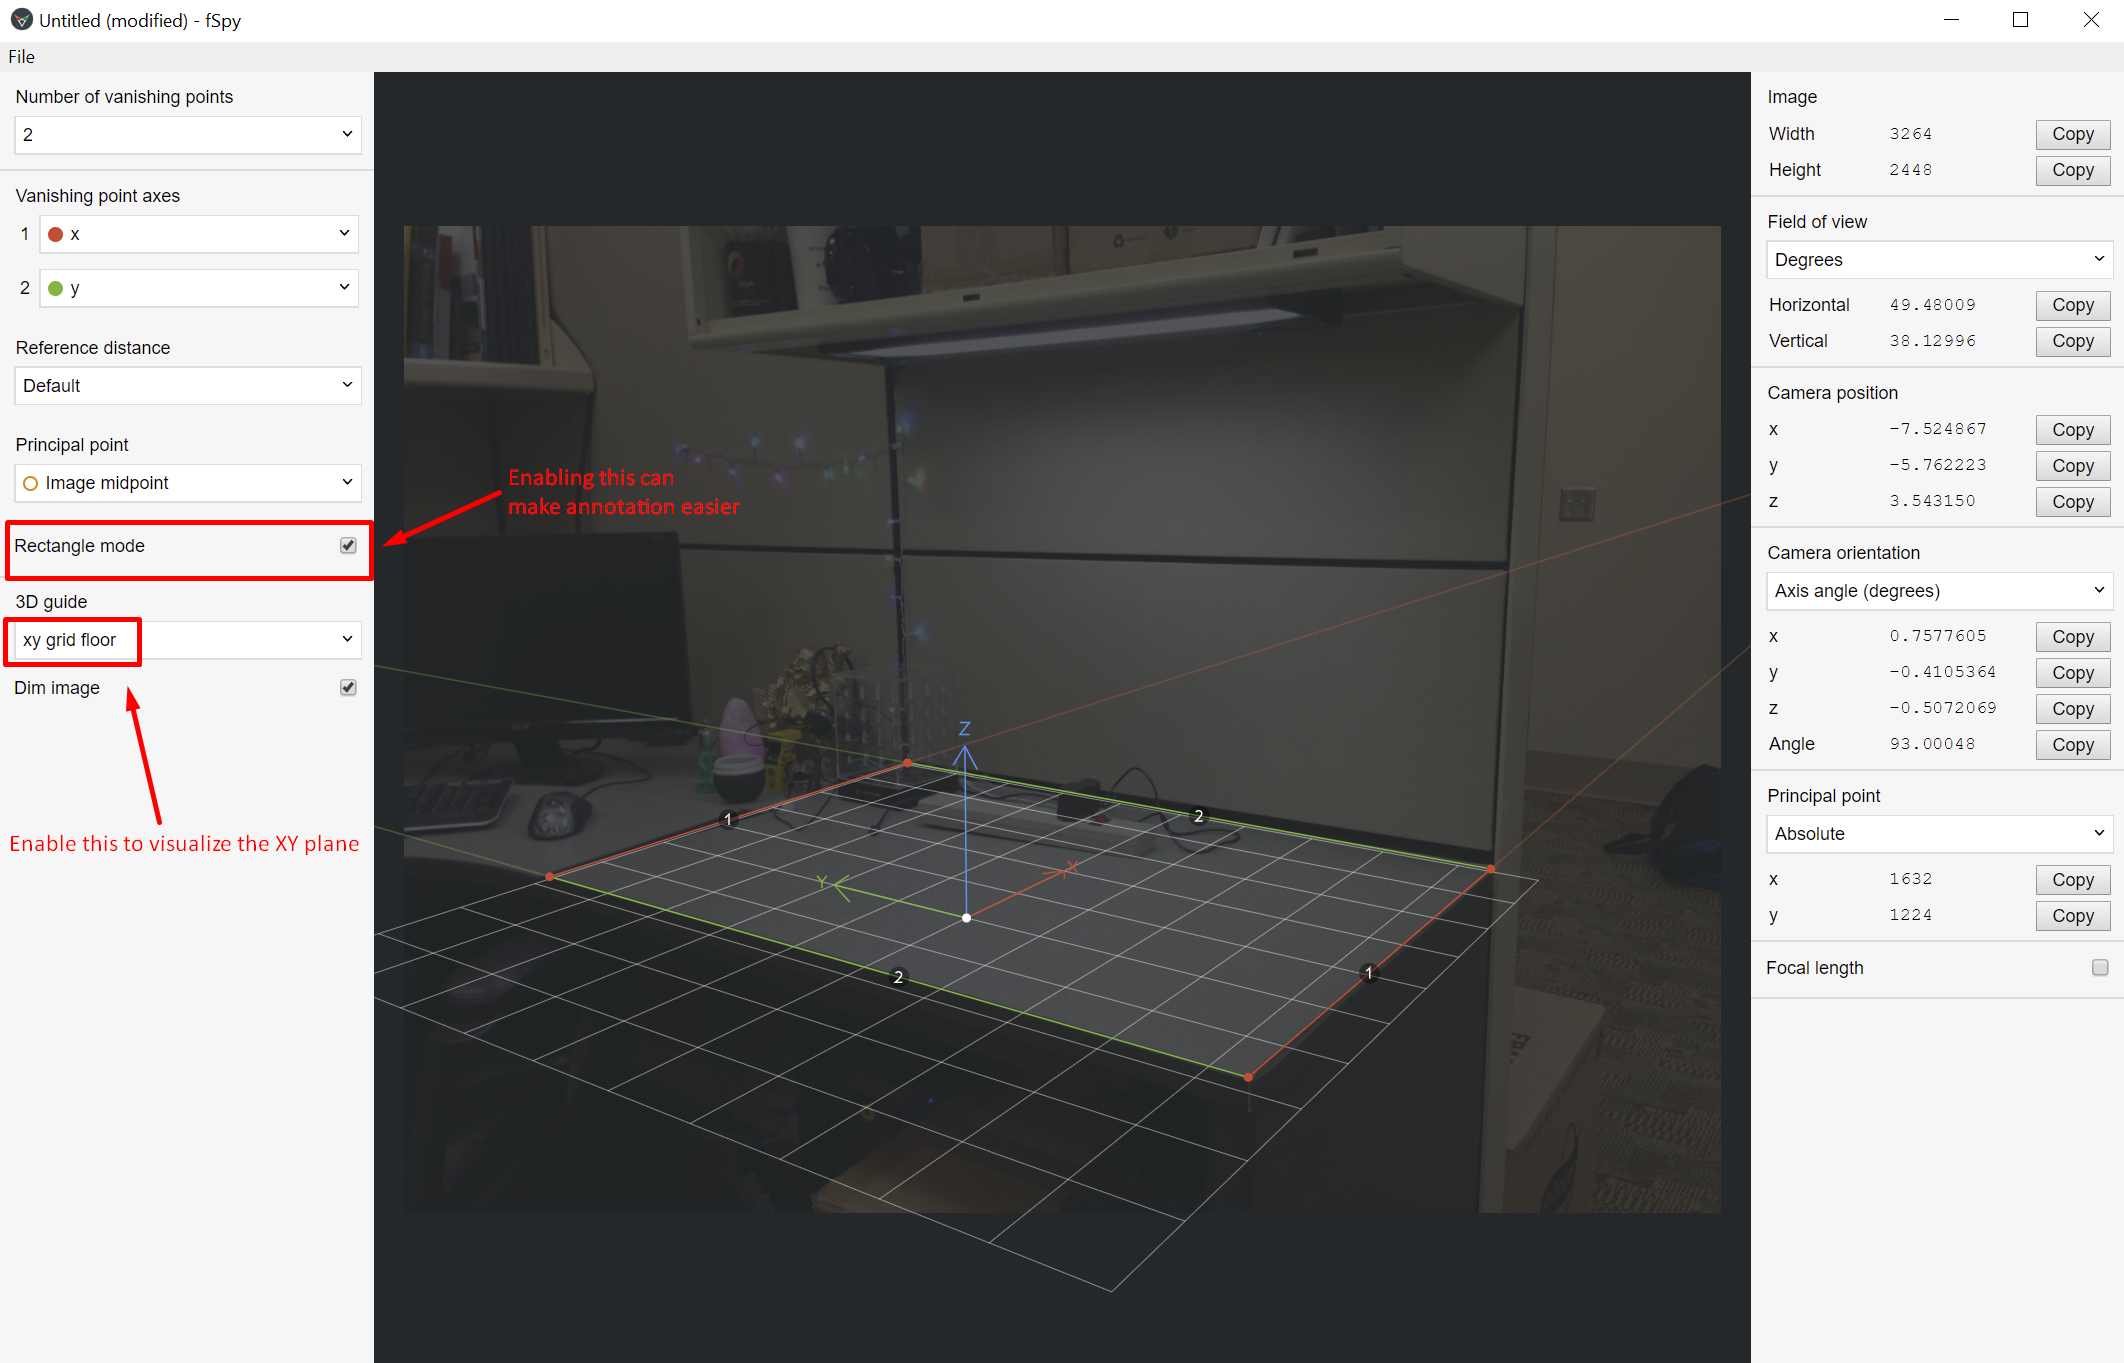 Untitled (modified) - fSpy
File
Number of vanishing points
2
Vanishing point axes
1 x
2 y
Reference distance
Default
Principal point
Image midpoint
Rectangle mode
3D guide
xy grid floor
Dim image
Enable this to visualize the XY plane
Enabling this can
make annotation easier
Z
1
2
X
Y
2
1
Image
Width 3264 Copy
Height 2448 Copy
Field of view
Degrees
Horizontal 49.48009 Copy
Vertical 38.12996 Copy
Camera position
x -7.524867 Copy
y -5.762223 Copy
z 3.543150 Copy
Camera orientation
Axis angle (degrees)
x 0.7577605 Copy
y -0.4105364 Copy
z -0.5072069 Copy
Angle 93.00048 Copy
Principal point
Absolute
x 1632 Copy
y 1224 Copy
Focal length